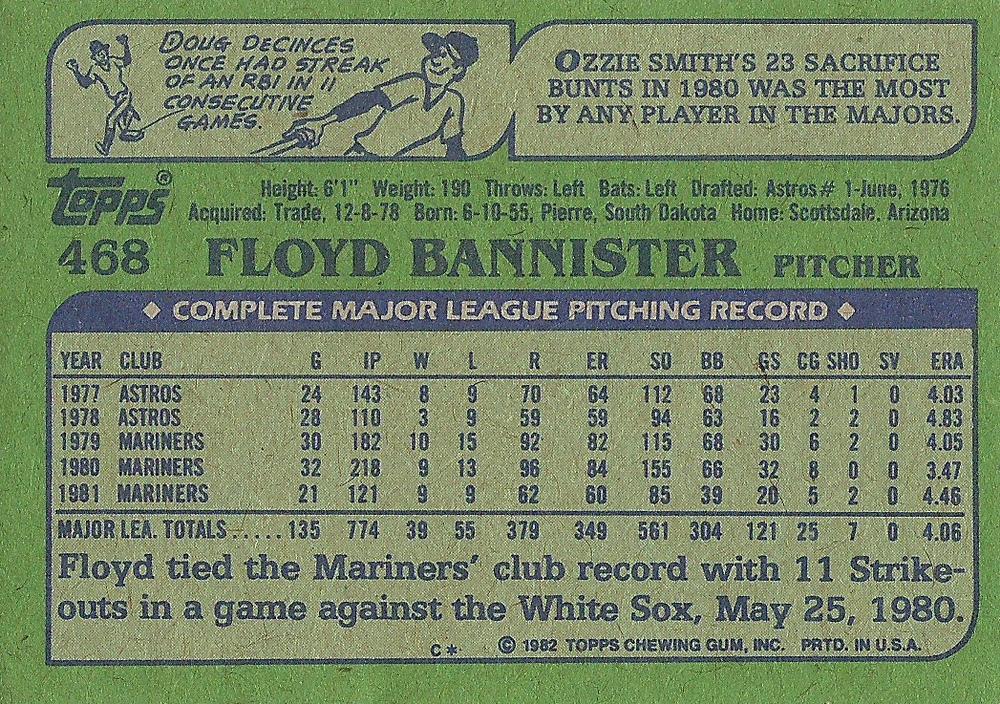 DOUG DECINCES
ONCE HAD STREAK
OF AN RBI IN 11
CONSECUTIVE
GAMES.
OZZIE SMITH'S 23 SACRIFICE
BUNTS IN 1980 WAS THE MOST
BY ANY PLAYER IN THE MAJORS.
topps®
Height: 6'1" Weight: 190 Throws: Left Bats: Left Drafted: Astros# 1-June, 1976
Acquired: Trade, 12-8-78 Born: 6-10-55, Pierre, South Dakota Home: Scottsdale, Arizona
468 FLOYD BANNISTER PITCHER
◆ COMPLETE MAJOR LEAGUE PITCHING RECORD ◆
YEAR CLUB G IP W L R ER SO BB GS CG SHO SV ERA
1977 ASTROS 24 143 8 9 70 64 112 68 23 4 1 0 4.03
1978 ASTROS 28 110 3 9 59 59 94 63 16 2 2 0 4.83
1979 MARINERS 30 182 10 15 92 82 115 68 30 6 2 0 4.05
1980 MARINERS 32 218 9 13 96 84 155 66 32 8 0 0 3.47
1981 MARINERS 21 121 9 9 62 60 85 39 20 5 2 0 4.46
MAJOR LEA. TOTALS ..... 135 774 39 55 379 349 561 304 121 25 7 0 4.06
Floyd tied the Mariners' club record with 11 Strike-
outs in a game against the White Sox, May 25, 1980.
C* © 1982 TOPPS CHEWING GUM, INC. PRTD. IN U.S.A.